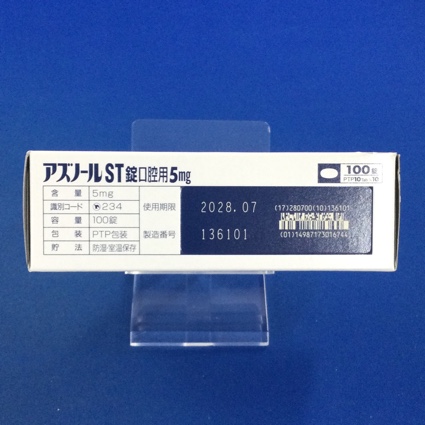 アズノールST錠口腔用5mg
100錠
PTP10錠×10
含量 5mg
識別コード 234
容量 100錠
包装 PTP包装
貯法 防湿・室温保存
使用期限 2028.07
製造番号 136101
(17)280700(10)136101
(01)14987173016744)